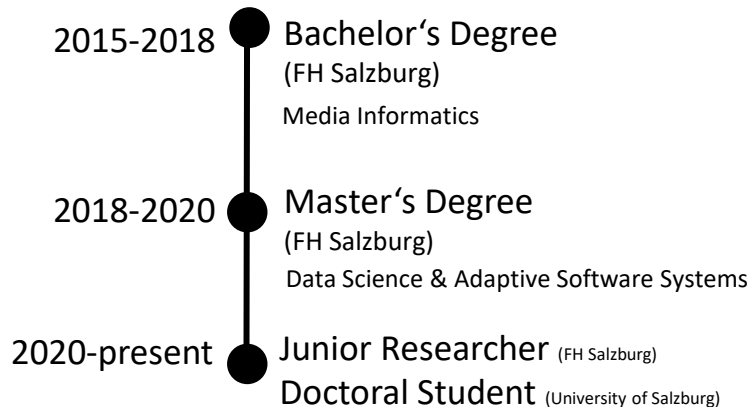 2015-2018
Bachelor‘s Degree
(FH Salzburg)
Media Informatics
2018-2020
Master‘s Degree
(FH Salzburg)
Data Science & Adaptive Software Systems
2020-present
Junior Researcher (FH Salzburg)
Doctoral Student (University of Salzburg)